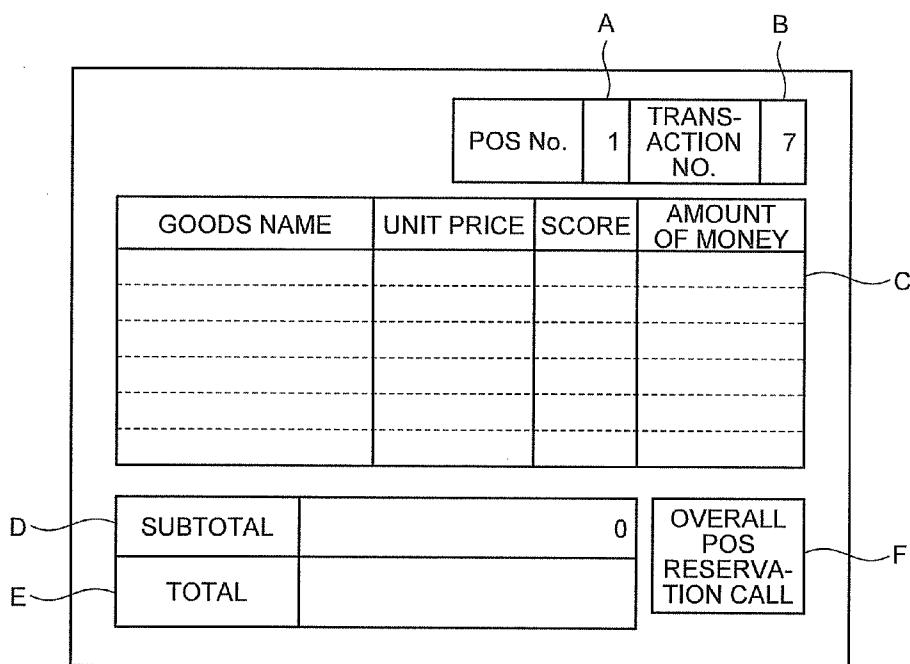 A
B
POS No.
1
TRANS-
ACTION
NO.
7
GOODS NAME
UNIT PRICE
SCORE
AMOUNT
OF MONEY
C
D
SUBTOTAL
0
E
TOTAL
OVERALL
POS
RESERVA-
TION CALL
F